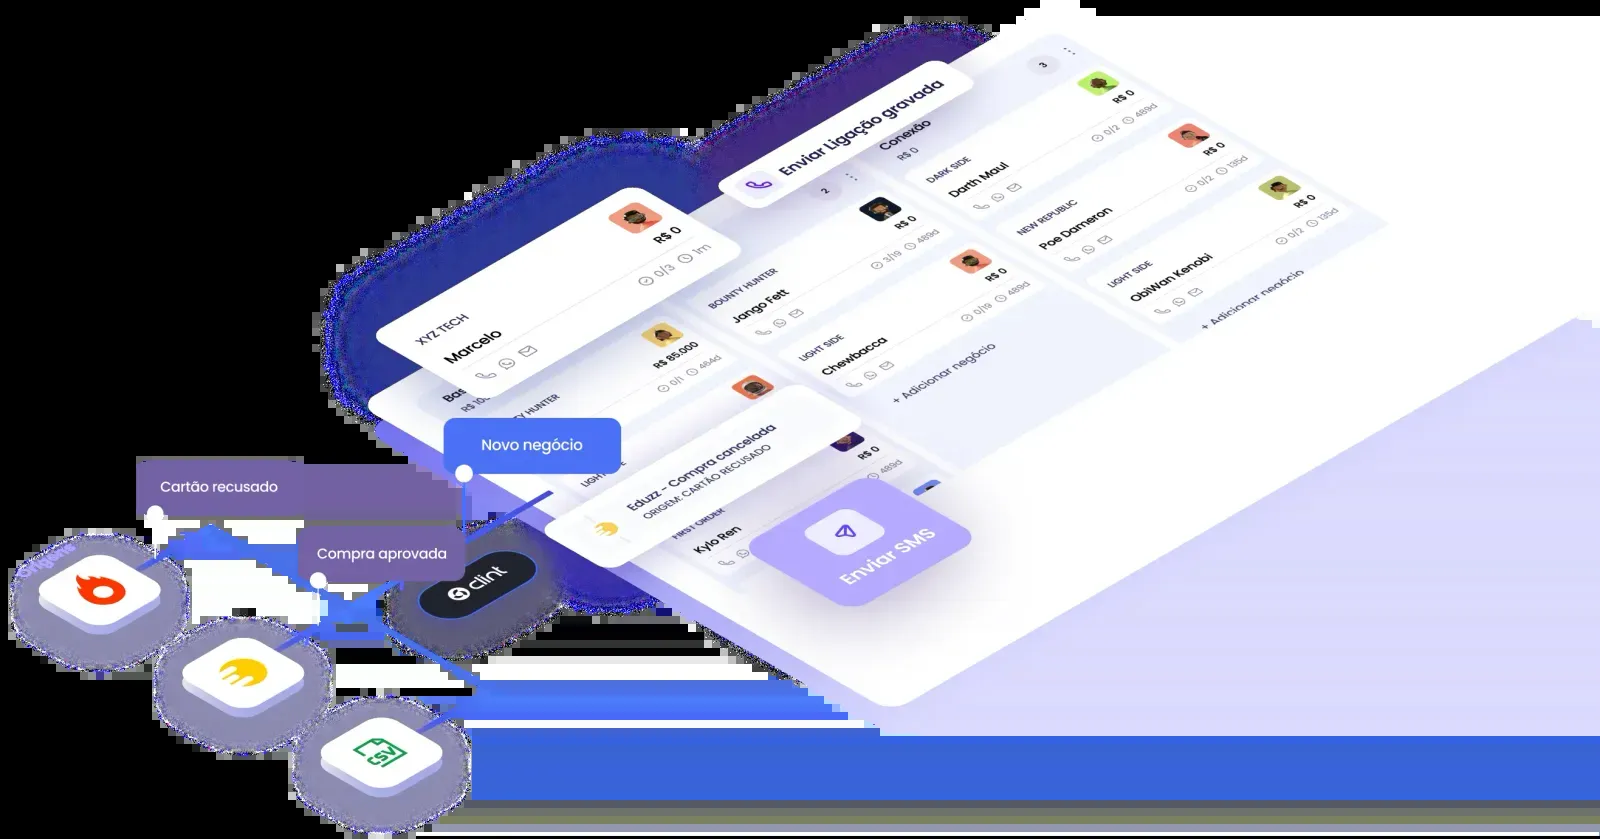 Enviar Ligação gravada
3
Conexão
R$ 0
DARK SIDE
Darth Maul
R$ 0
0/2 489d
NEW REPUBLIC
Poe Dameron
R$ 0
0/2 135d
LIGHT SIDE
ObiWan Kenobi
R$ 0
0/2 135d
+ Adicionar negócio
2
BOUNTY HUNTER
Jango Fett
R$ 0
3/19 489d
LIGHT SIDE
Chewbacca
R$ 0
0/19 489d
+ Adicionar negócio
XYZ TECH
Marcelo
R$ 0
0/3 1m
R$ 85.000
0/1 464d
HUNTER
Novo negócio
Eduzz - Compra cancelada
ORIGEM: CARTÃO RECUSADO
R$ 0
489d
FIRST ORDER
Kylo Ren
Enviar SMS
Cartão recusado
Compra aprovada
clint
Origens
CSV